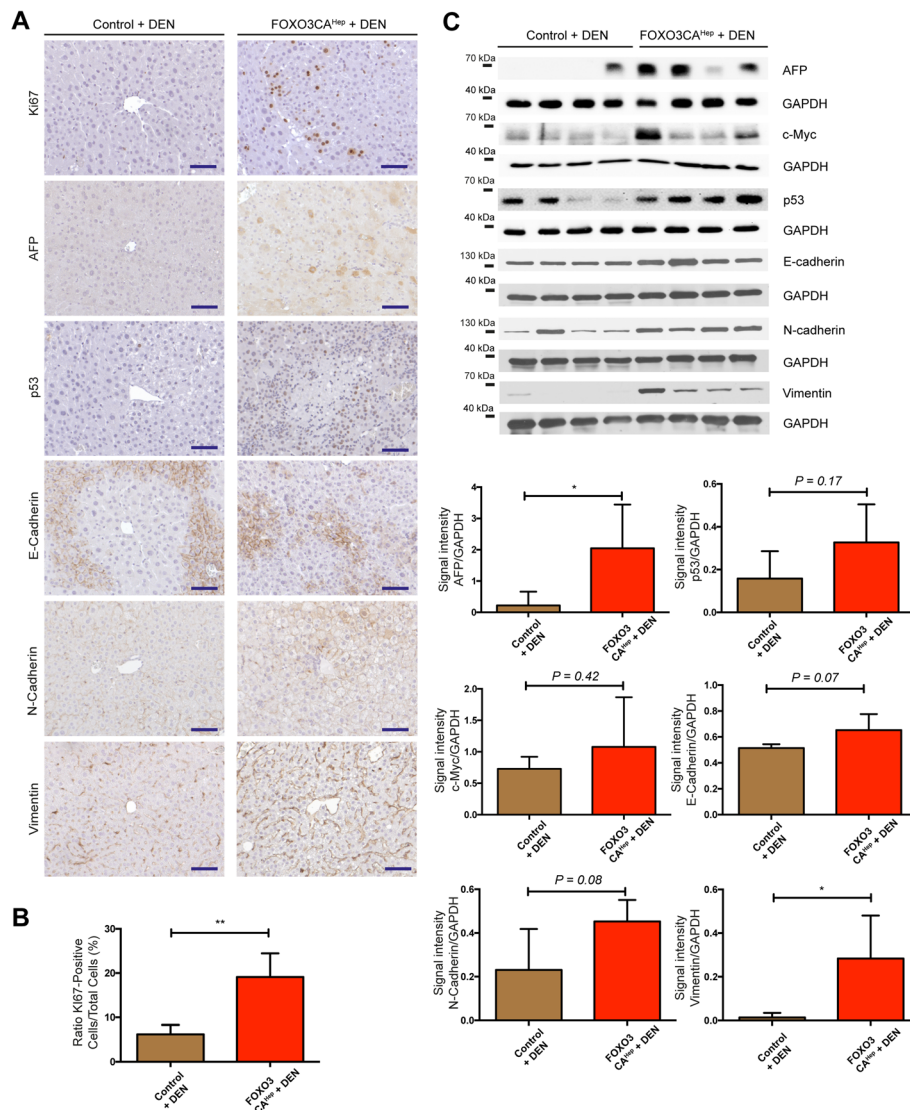 A
Control + DEN
FOXO3CA^Hep + DEN
Ki67
AFP
p53
E-Cadherin
N-Cadherin
Vimentin
B
Ratio KI67-Positive
Cells/Total Cells (%)
30
20
10
0
**
Control
+ DEN
FOXO3
CA^Hep + DEN
C
Control + DEN
FOXO3CA^Hep + DEN
70 kDa
AFP
40 kDa
GAPDH
70 kDa
c-Myc
40 kDa
GAPDH
70 kDa
p53
40 kDa
GAPDH
130 kDa
E-cadherin
40 kDa
GAPDH
130 kDa
N-cadherin
40 kDa
GAPDH
70 kDa
Vimentin
40 kDa
GAPDH
Signal intensity
AFP/GAPDH
4
3
2
1
0
*
Control
+ DEN
FOXO3
CA^Hep + DEN
Signal intensity
p53/GAPDH
0.6
0.4
0.2
0.0
P = 0.17
Control
+ DEN
FOXO3
CA^Hep + DEN
Signal intensity
c-Myc/GAPDH
2.0
1.5
1.0
0.5
0.0
P = 0.42
Control
+ DEN
FOXO3
CA^Hep + DEN
Signal intensity
E-Cadherin/GAPDH
1.0
0.8
0.6
0.4
0.2
0.0
P = 0.07
Control
+ DEN
FOXO3
CA^Hep + DEN
Signal intensity
N-Cadherin/GAPDH
0.6
0.4
0.2
0.0
P = 0.08
Control
+ DEN
FOXO3
CA^Hep + DEN
Signal intensity
Vimentin/GAPDH
0.6
0.4
0.2
0.0
*
Control
+ DEN
FOXO3
CA^Hep + DEN